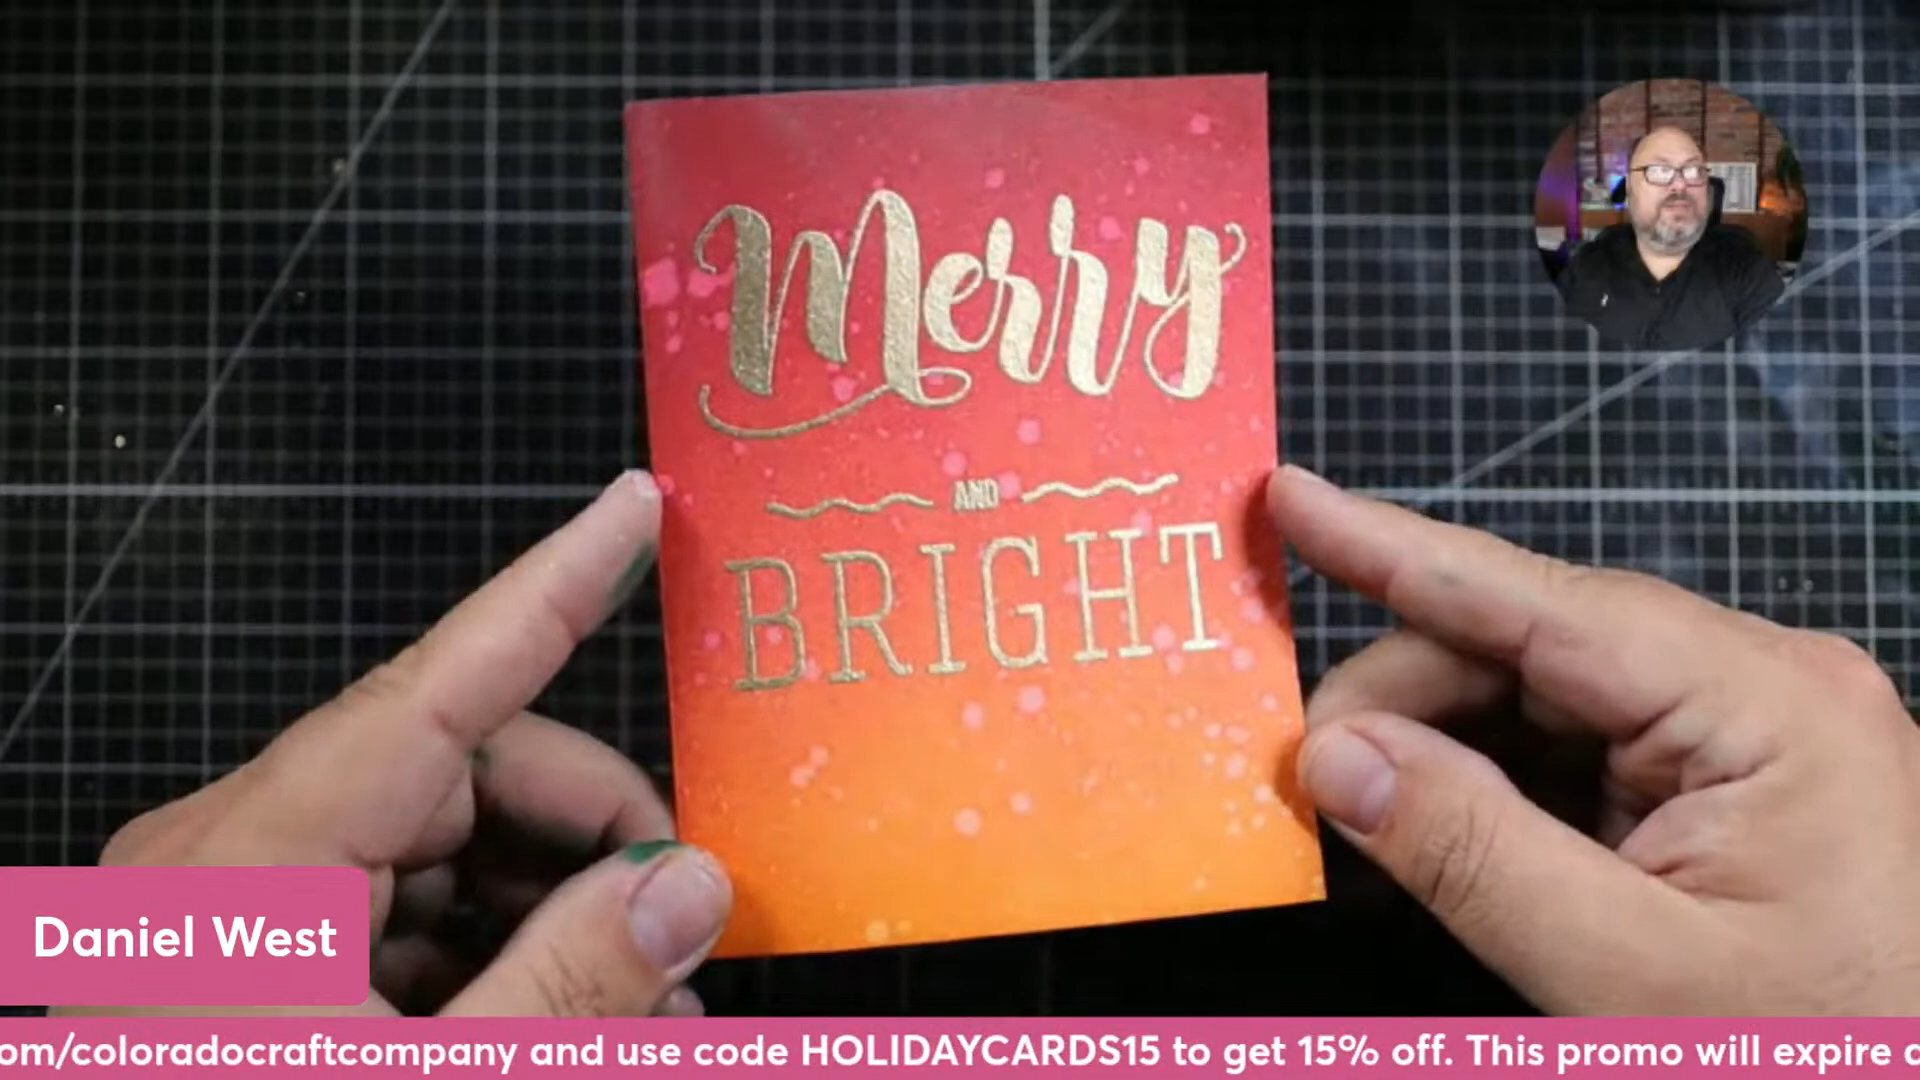 Merry
AND
BRIGHT
Daniel West
om/coloradocraftcompany and use code HOLIDAYCARDS15 to get 15% off. This promo will expire